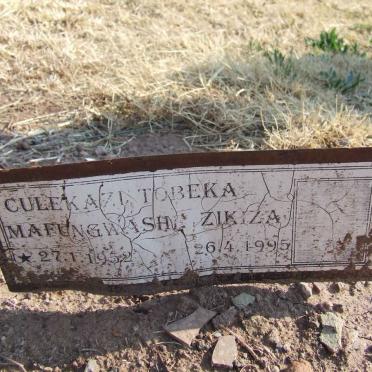 CULEKAZI TOBEKA
MAFUNGWASHE ZIKIZA
★ 27.1.1952 26.4.1995